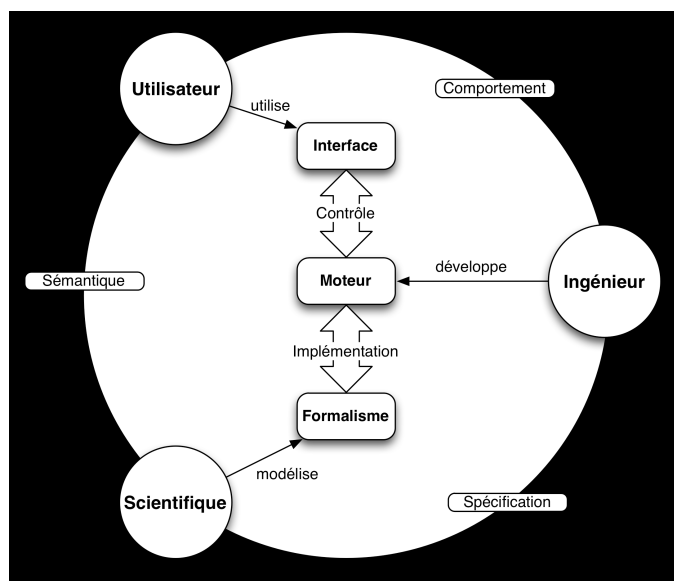 Utilisateur
Comportement
utilise
Interface
Contrôle
Sémantique
Moteur
développe
Ingénieur
Implémentation
Formalisme
modélise
Scientifique
Spécification